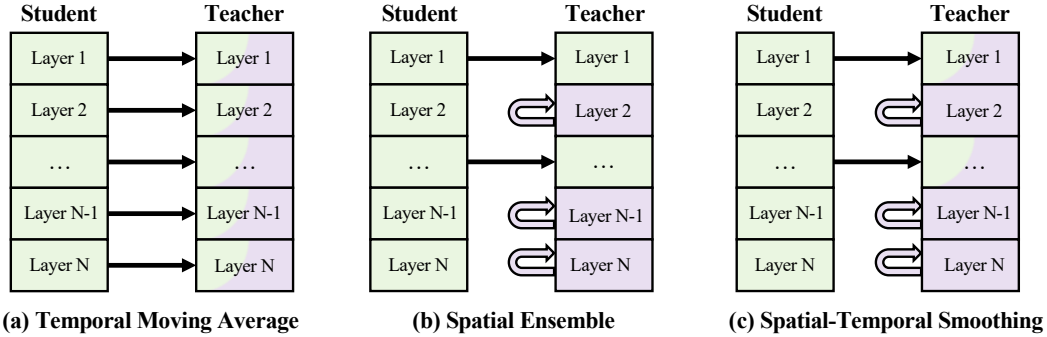 Student Teacher
Layer 1 Layer 1
Layer 2 Layer 2
... ...
Layer N-1 Layer N-1
Layer N Layer N
(a) Temporal Moving Average
Student Teacher
Layer 1 Layer 1
Layer 2 Layer 2
... ...
Layer N-1 Layer N-1
Layer N Layer N
(b) Spatial Ensemble
Student Teacher
Layer 1 Layer 1
Layer 2 Layer 2
... ...
Layer N-1 Layer N-1
Layer N Layer N
(c) Spatial-Temporal Smoothing